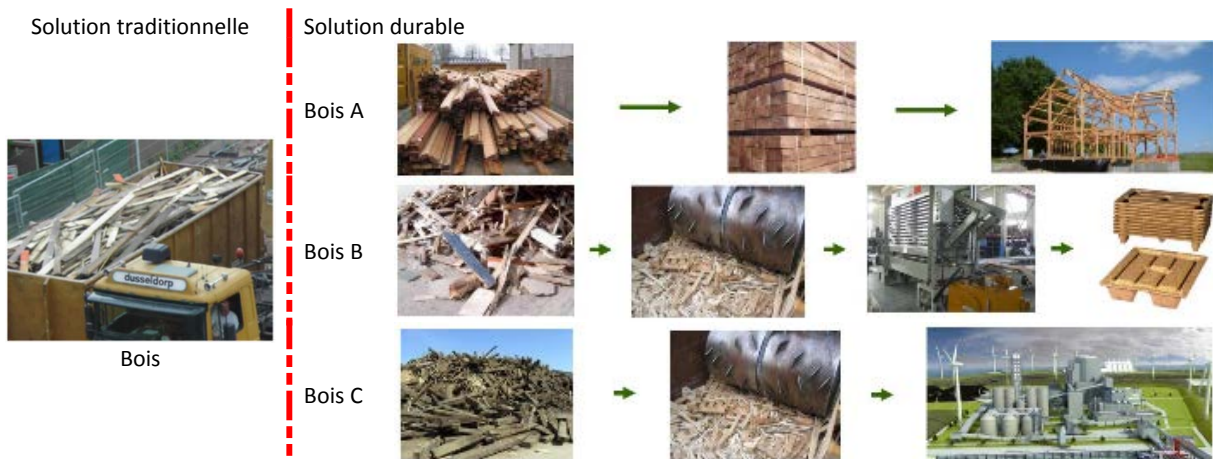 Solution traditionnelle
Solution durable
Bois A
dusseldorp
Bois B
Bois
Bois C